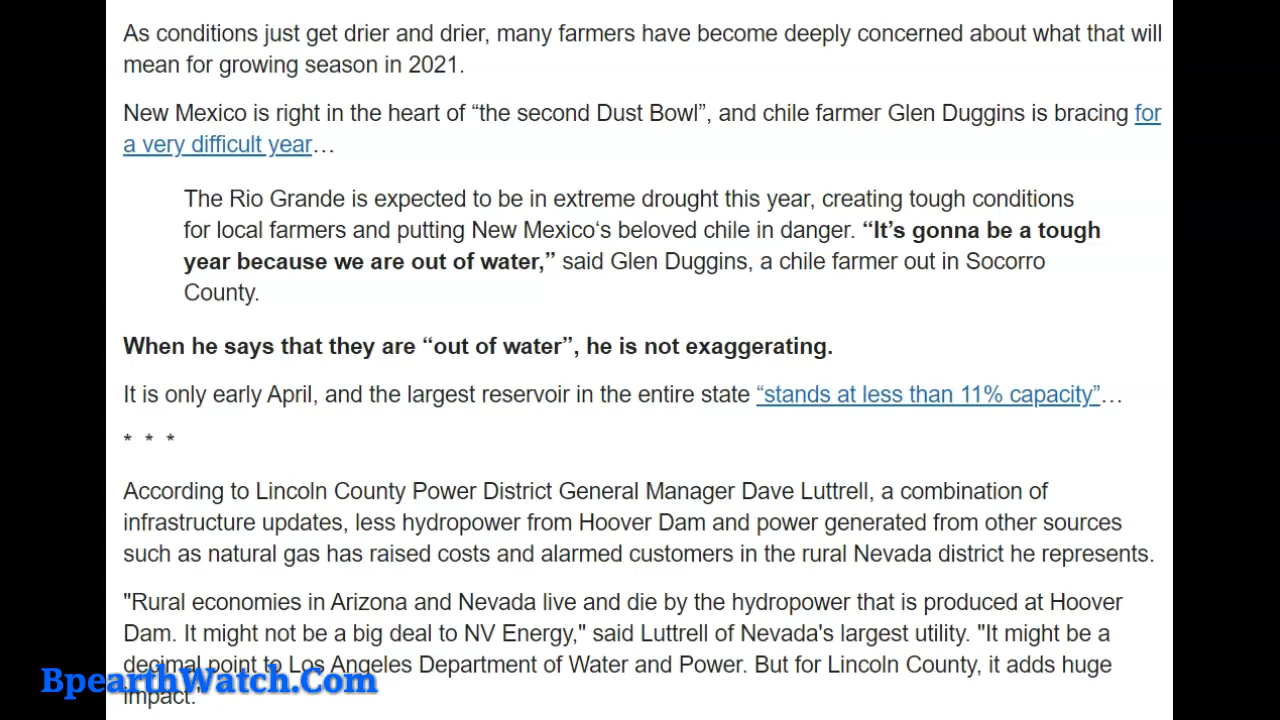 As conditions just get drier and drier, many farmers have become deeply concerned about what that will
mean for growing season in 2021.
New Mexico is right in the heart of “the second Dust Bowl”, and chile farmer Glen Duggins is bracing for
a very difficult year…
The Rio Grande is expected to be in extreme drought this year, creating tough conditions
for local farmers and putting New Mexico‘s beloved chile in danger. “It’s gonna be a tough
year because we are out of water,” said Glen Duggins, a chile farmer out in Socorro
County.
When he says that they are “out of water”, he is not exaggerating.
It is only early April, and the largest reservoir in the entire state “stands at less than 11% capacity”…
* * *
According to Lincoln County Power District General Manager Dave Luttrell, a combination of
infrastructure updates, less hydropower from Hoover Dam and power generated from other sources
such as natural gas has raised costs and alarmed customers in the rural Nevada district he represents.
"Rural economies in Arizona and Nevada live and die by the hydropower that is produced at Hoover
Dam. It might not be a big deal to NV Energy," said Luttrell of Nevada's largest utility. "It might be a
decimal point to Los Angeles Department of Water and Power. But for Lincoln County, it adds huge
impact."
BpearthWatch.Com